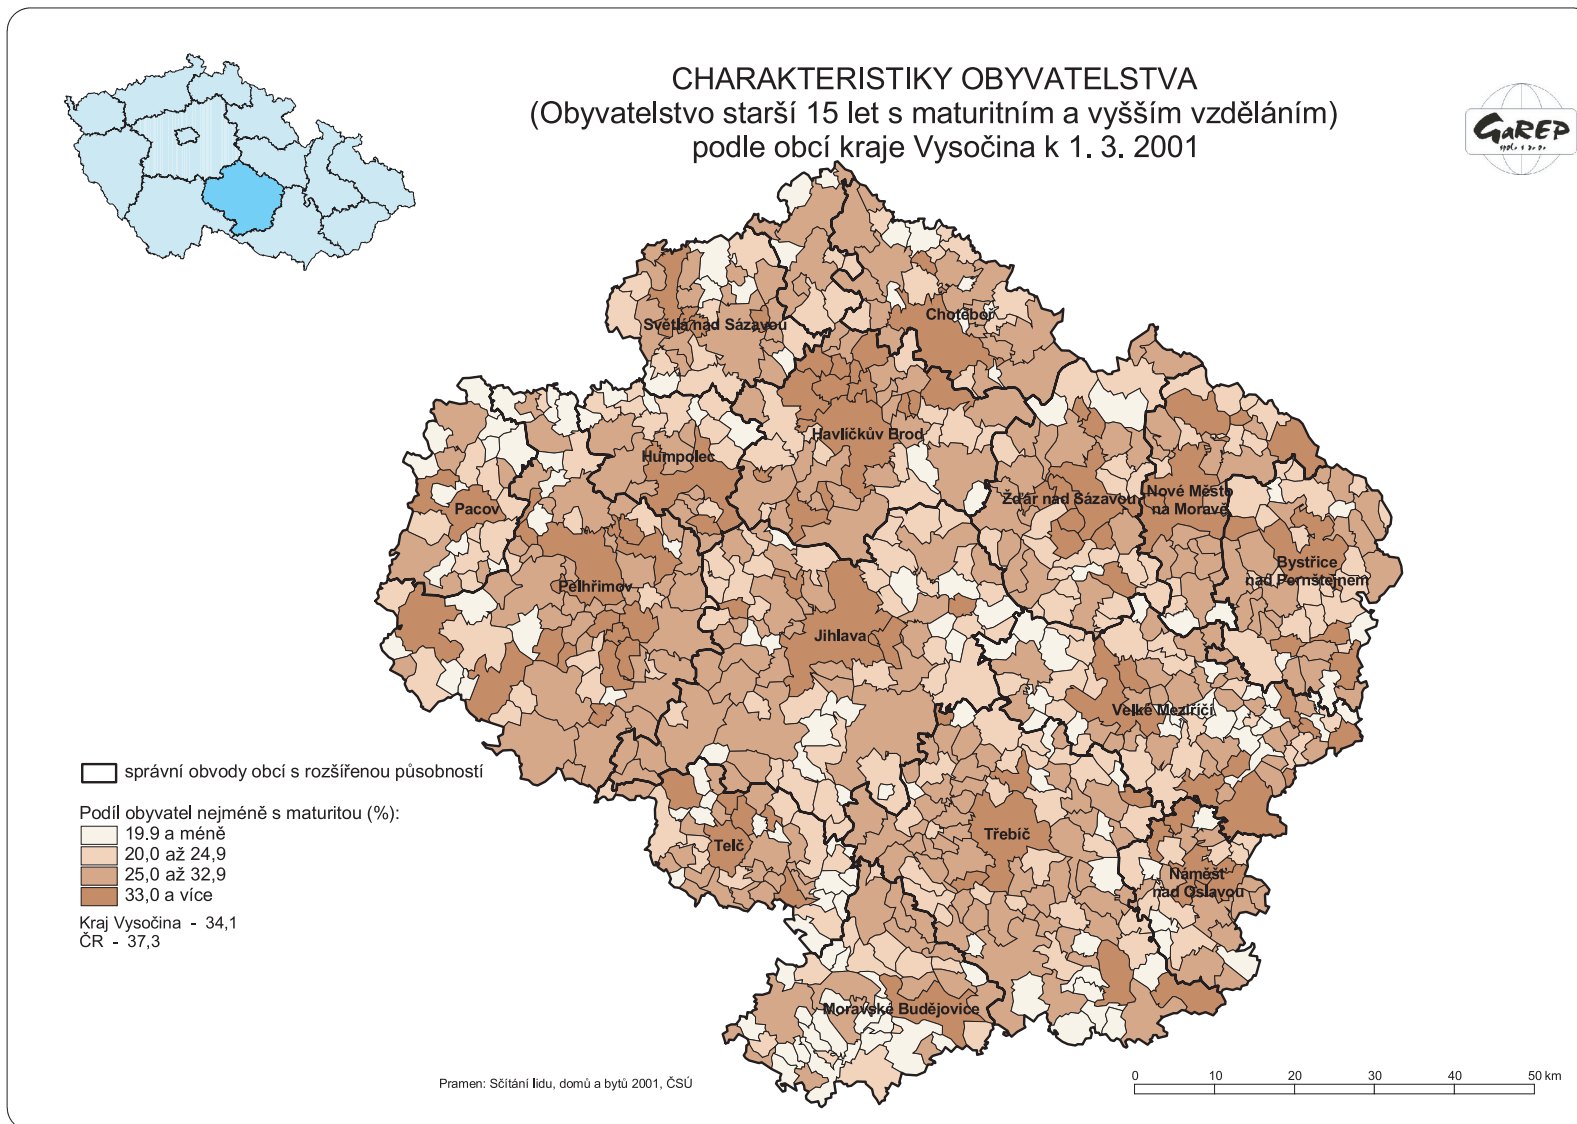 CHARAKTERISTIKY OBYVATELSTVA
(Obyvatelstvo starší 15 let s maturitním a vyšším vzděláním)
podle obcí kraje Vysočina k 1. 3. 2001
GaREP
spol. s r.o.
Chotěboř
Světlá nad Sázavou
Havlíčkův Brod
Humpolec
Žďár nad Sázavou
Nové Město
na Moravě
Pacov
Bystřice
nad Pernštejnem
Pelhřimov
Jihlava
Velké Meziříčí
správní obvody obcí s rozšířenou působností
Podíl obyvatel nejméně s maturitou (%):
19.9 a méně
20,0 až 24,9
25,0 až 32,9
33,0 a více
Kraj Vysočina - 34,1
ČR - 37,3
Třebíč
Telč
Náměšť
nad Oslavou
Moravské Budějovice
Pramen: Sčítání lidu, domů a bytů 2001, ČSÚ
0 10 20 30 40 50 km